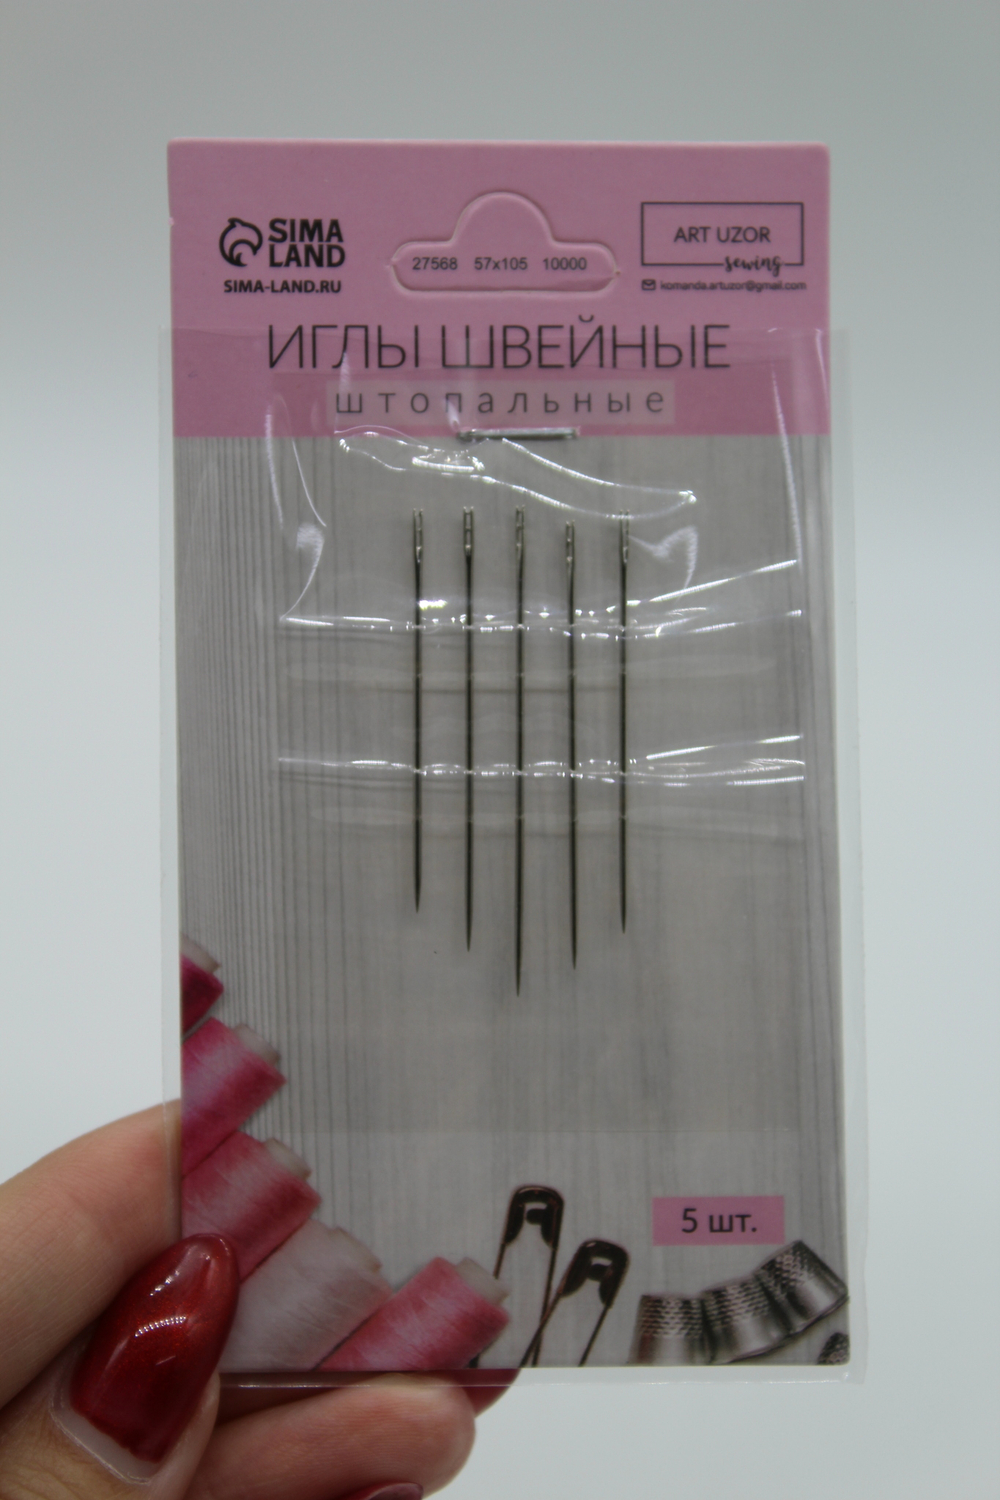 SIMA
LAND
SIMA-LAND.RU
27568 57x105 10000
ART UZOR
sewing
komanda.artuzor@gmail.com
ИГЛЫ ШВЕЙНЫЕ
штопальные
5 шт.